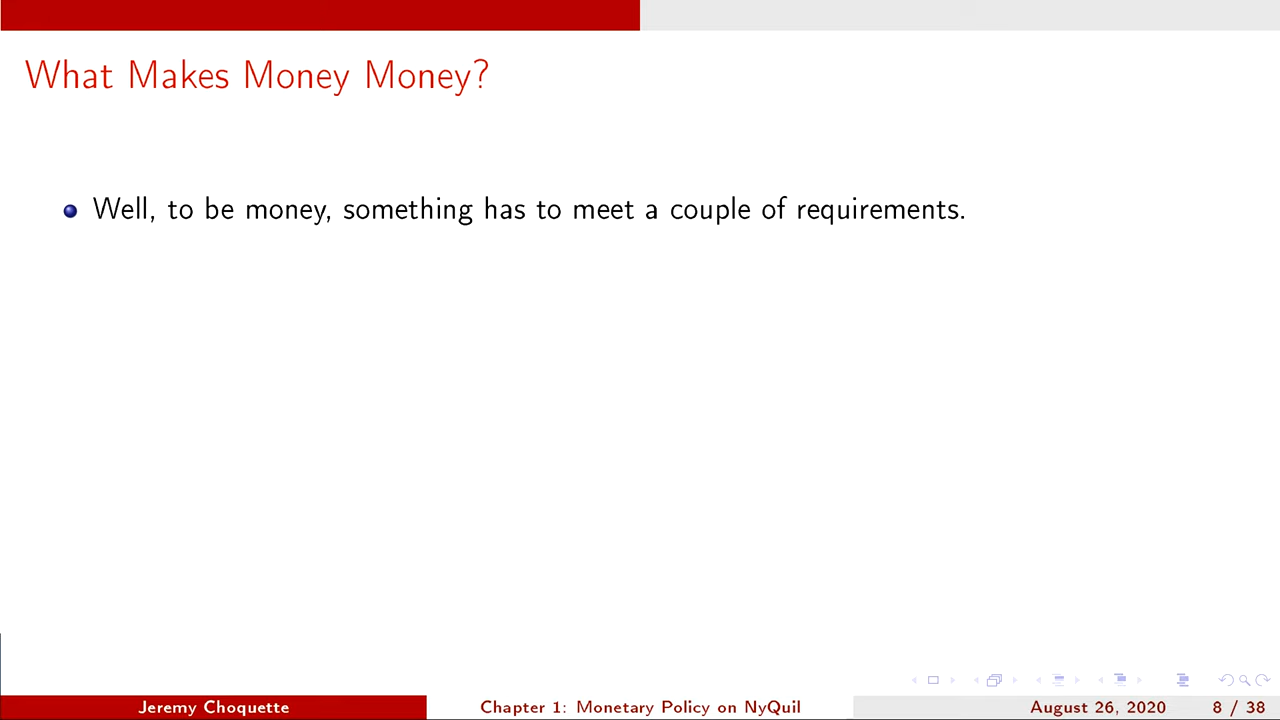 What Makes Money Money?
Well, to be money, something has to meet a couple of requirements.
Jeremy Choquette
Chapter 1: Monetary Policy on NyQuil
August 26, 2020
8 / 38